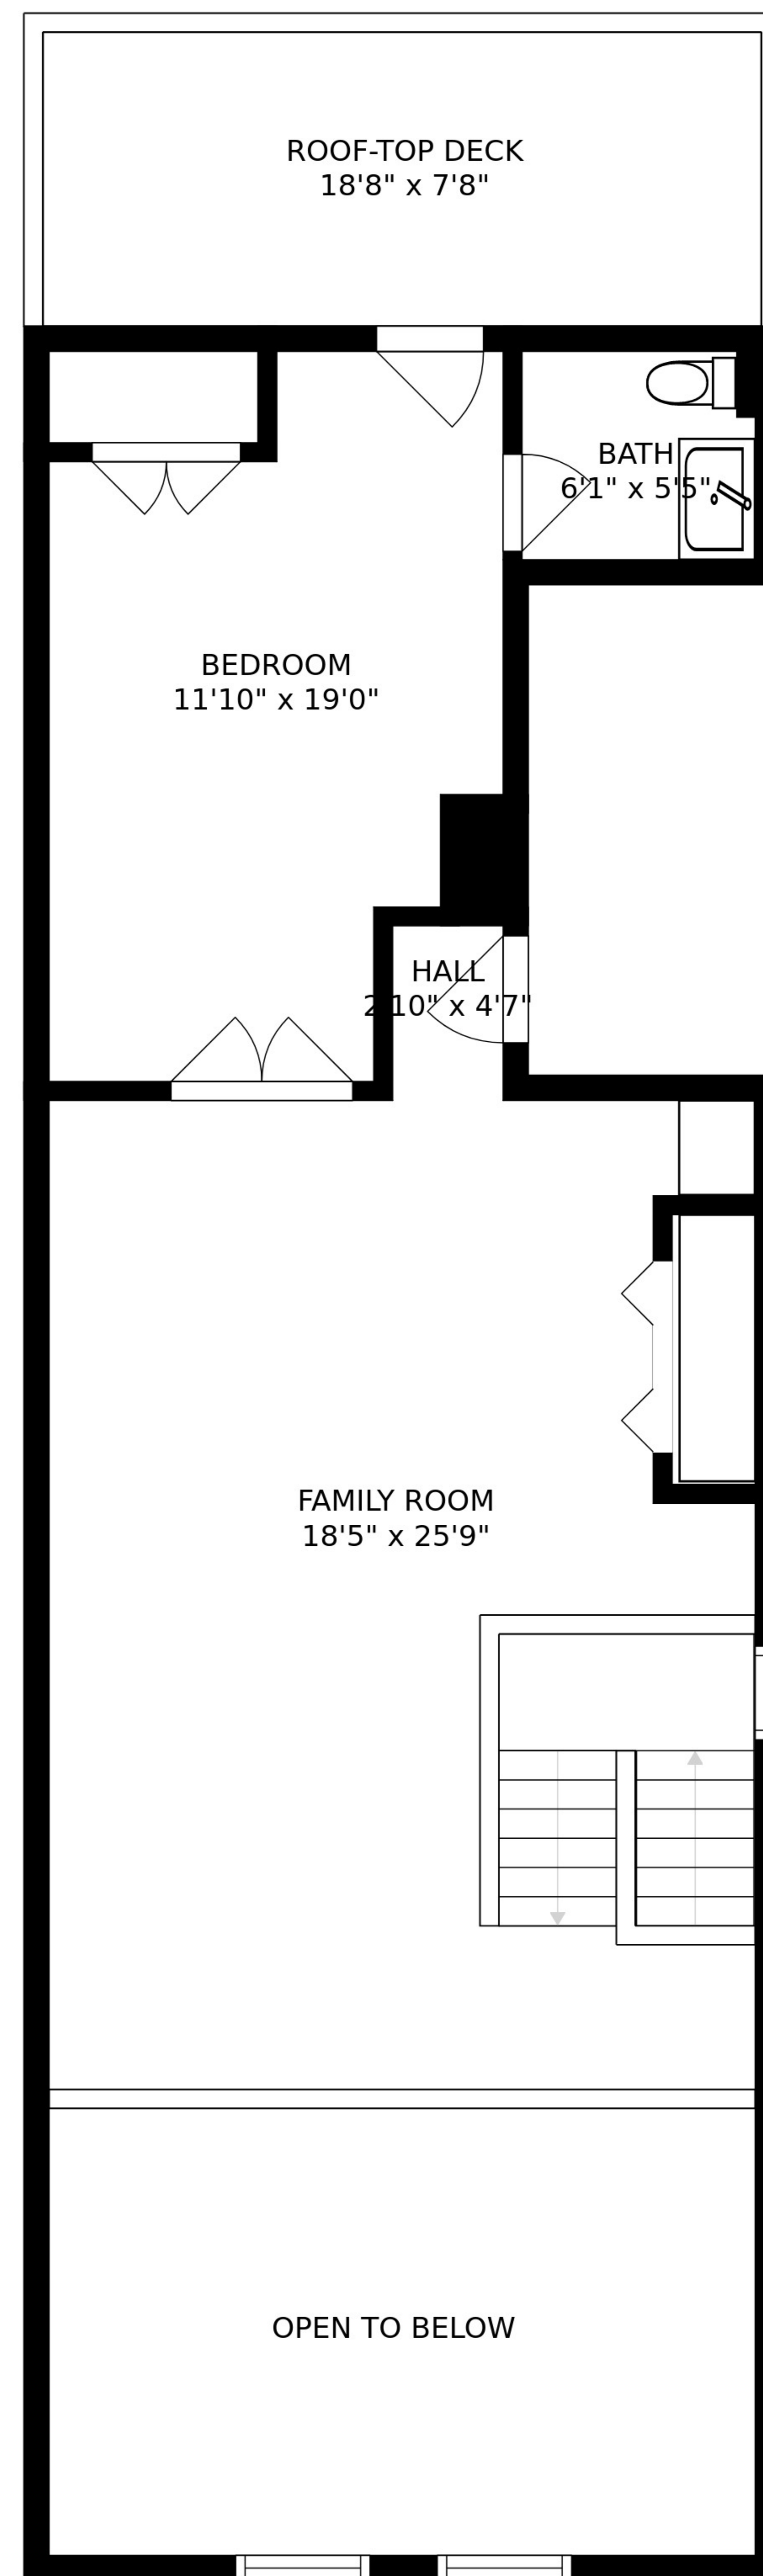 ROOF-TOP DECK
18'8" x 7'8"
BATH
6'1" x 5'5"
BEDROOM
11'10" x 19'0"
HALL
2'10" x 4'7"
FAMILY ROOM
18'5" x 25'9"
OPEN TO BELOW